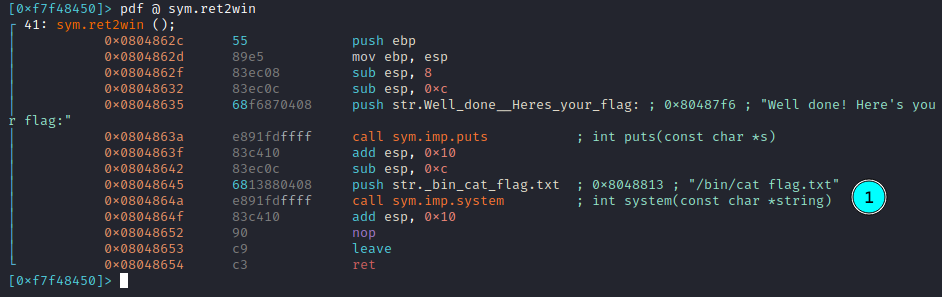 [0×f7f48450]> pdf @ sym.ret2win
┌ 41: sym.ret2win ();
│ 0×0804862c 55 push ebp
│ 0×0804862d 89e5 mov ebp, esp
│ 0×0804862f 83ec08 sub esp, 8
│ 0×08048632 83ec0c sub esp, 0×c
│ 0×08048635 68f6870408 push str.Well_done__Heres_your_flag: ; 0×80487f6 ; "Well done! Here's you
r flag:"
│ 0×0804863a e891fdffff call sym.imp.puts ; int puts(const char *s)
│ 0×0804863f 83c410 add esp, 0×10
│ 0×08048642 83ec0c sub esp, 0×c
│ 0×08048645 6813880408 push str._bin_cat_flag.txt ; 0×8048813 ; "/bin/cat flag.txt"
│ 0×0804864a e891fdffff call sym.imp.system ; int system(const char *string) 1
│ 0×0804864f 83c410 add esp, 0×10
│ 0×08048652 90 nop
│ 0×08048653 c9 leave
└ 0×08048654 c3 ret
[0×f7f48450]>